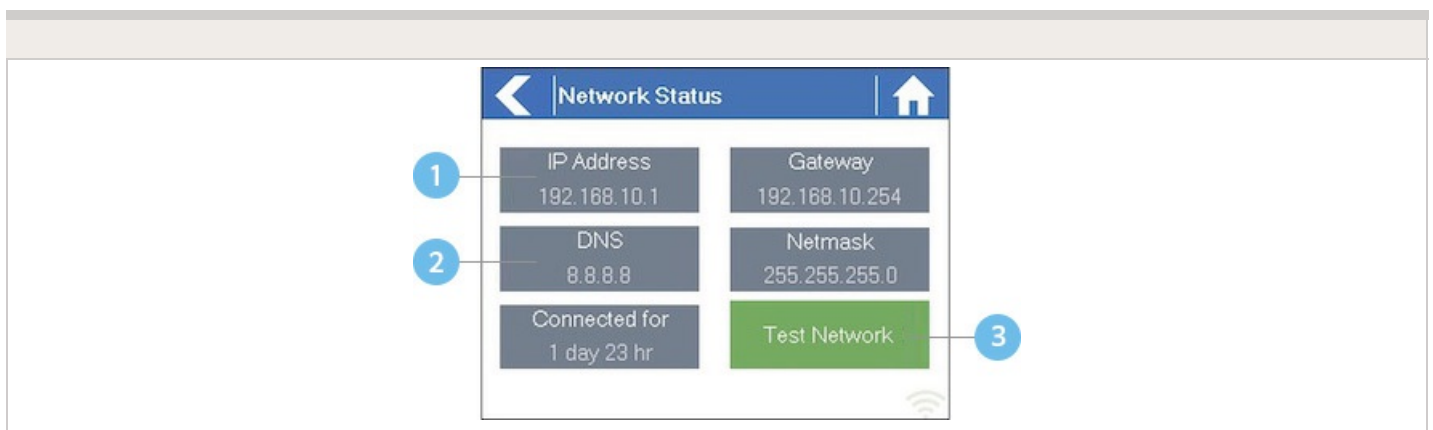 Network Status
1
IP Address
192.168.10.1
Gateway
192.168.10.254
2
DNS
8.8.8.8
Netmask
255.255.255.0
Connected for
1 day 23 hr
Test Network
3